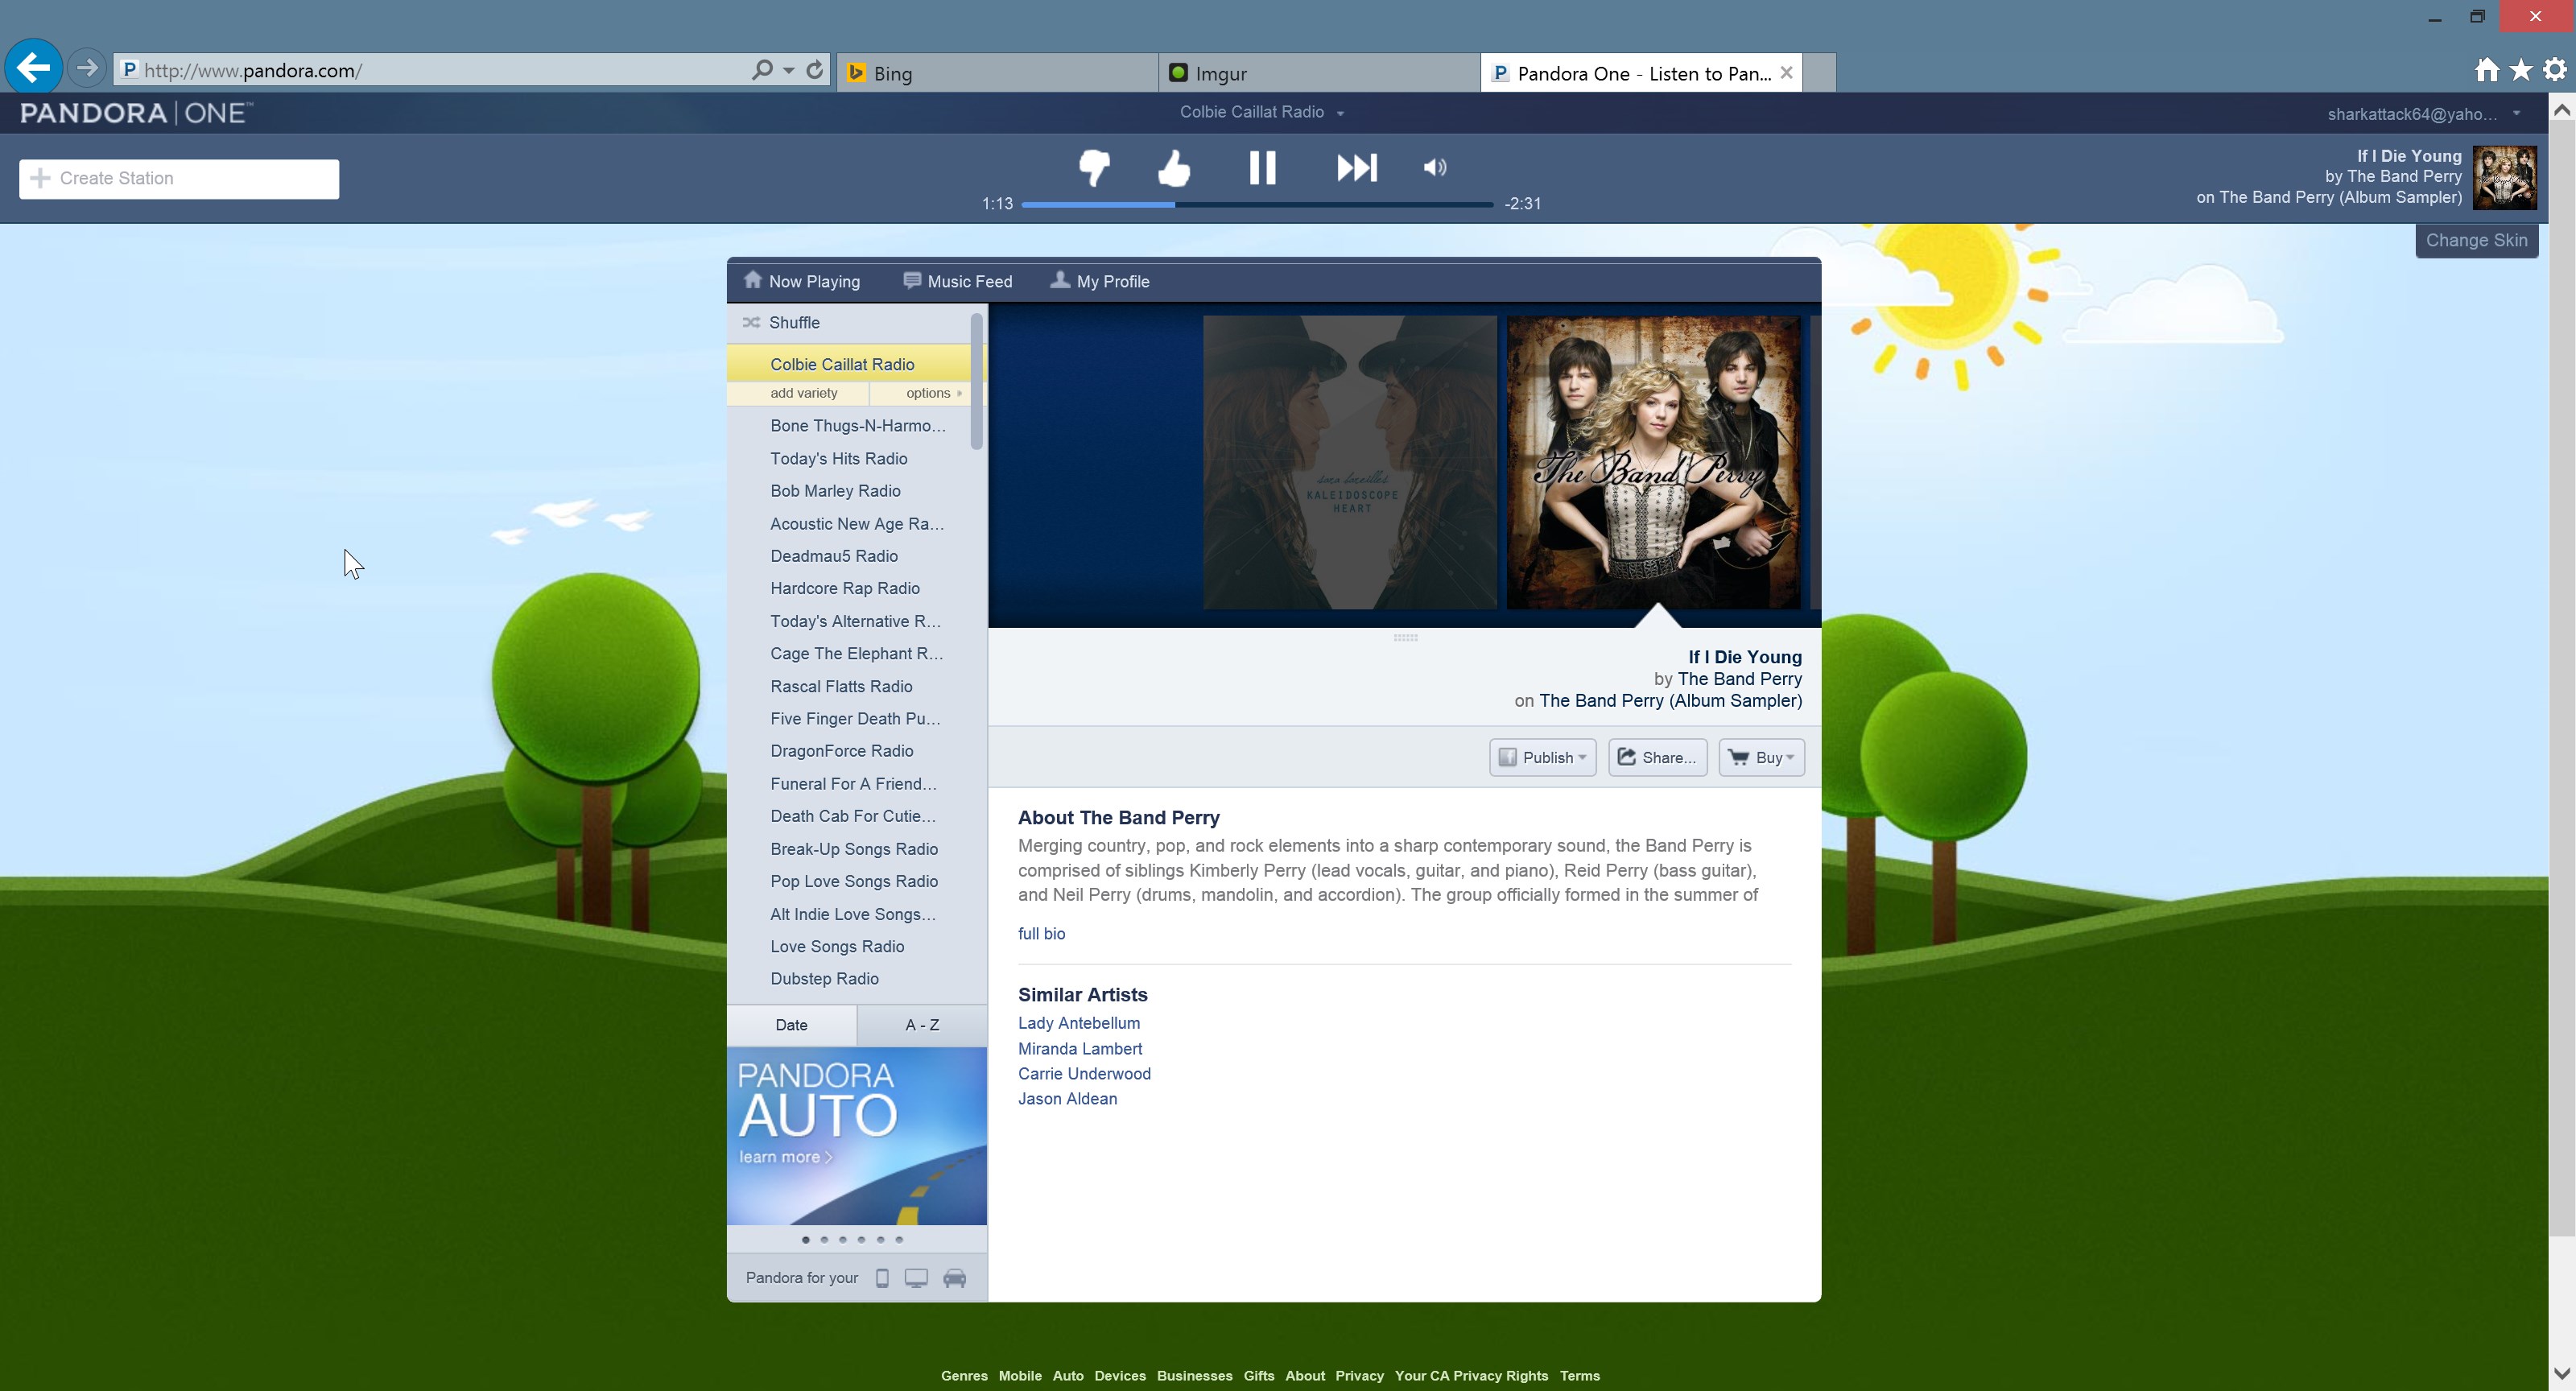 http://www.pandora.com/
Bing
Imgur
Pandora One - Listen to Pan...
PANDORA | ONE™
Colbie Caillat Radio
sharkattack64@yaho...
Create Station
1:13
-2:31
If I Die Young
by The Band Perry
on The Band Perry (Album Sampler)
Change Skin
Now Playing
Music Feed
My Profile
Shuffle
Colbie Caillat Radio
add variety
options
Bone Thugs-N-Harmo...
Today's Hits Radio
Bob Marley Radio
Acoustic New Age Ra...
Deadmau5 Radio
Hardcore Rap Radio
Today's Alternative R...
Cage The Elephant R...
Rascal Flatts Radio
Five Finger Death Pu...
DragonForce Radio
Funeral For A Friend...
Death Cab For Cutie...
Break-Up Songs Radio
Pop Love Songs Radio
Alt Indie Love Songs...
Love Songs Radio
Dubstep Radio
Date
A - Z
PANDORA
AUTO
learn more >
Pandora for your
sara bareilles
KALEIDOSCOPE
HEART
The Band Perry
If I Die Young
by The Band Perry
on The Band Perry (Album Sampler)
Publish
Share...
Buy
About The Band Perry
Merging country, pop, and rock elements into a sharp contemporary sound, the Band Perry is
comprised of siblings Kimberly Perry (lead vocals, guitar, and piano), Reid Perry (bass guitar),
and Neil Perry (drums, mandolin, and accordion). The group officially formed in the summer of
full bio
Similar Artists
Lady Antebellum
Miranda Lambert
Carrie Underwood
Jason Aldean
Genres Mobile Auto Devices Businesses Gifts About Privacy Your CA Privacy Rights Terms